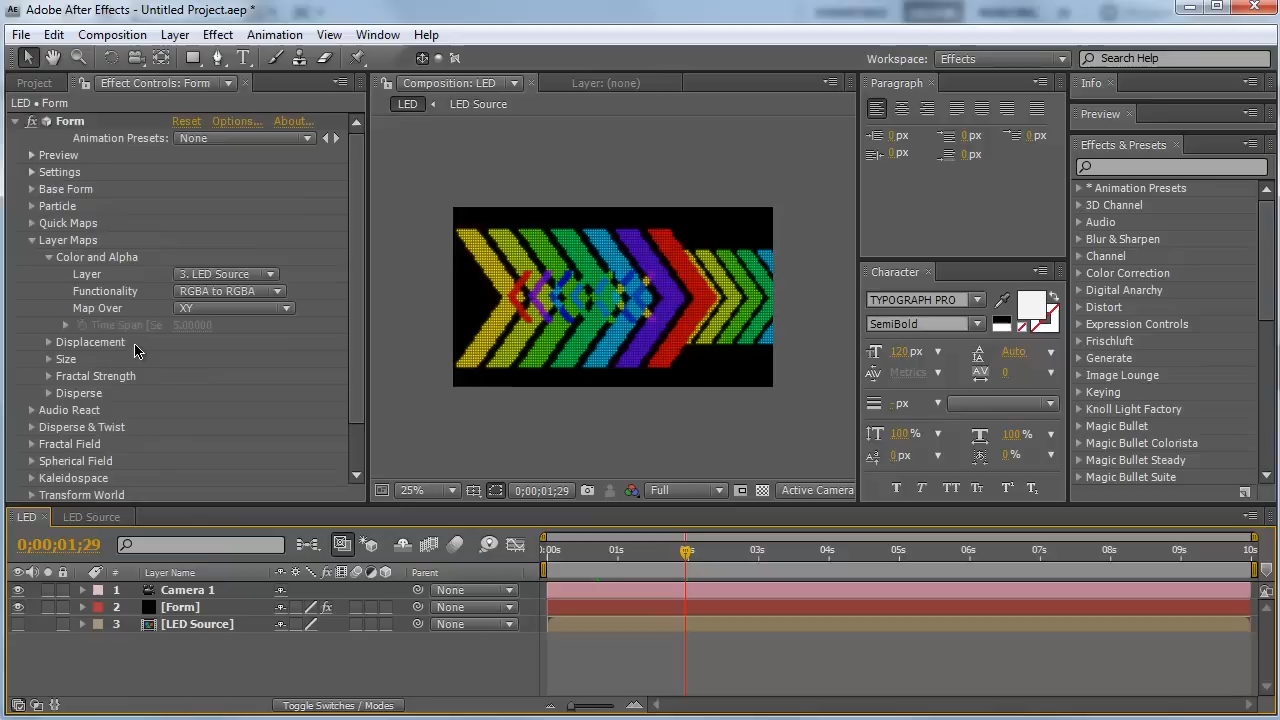 Adobe After Effects - Untitled Project.aep *
File Edit Composition Layer Effect Animation View Window Help
Workspace: Effects Search Help
Project Effect Controls: Form
LED • Form
Form Reset Options... About...
Animation Presets: None
Preview
Settings
Base Form
Particle
Quick Maps
Layer Maps
Color and Alpha
Layer 3. LED Source
Functionality RGBA to RGBA
Map Over XY
Time Span [Se 5.00000
Displacement
Size
Fractal Strength
Disperse
Audio React
Disperse & Twist
Fractal Field
Spherical Field
Kaleidospace
Transform World
Composition: LED Layer: (none)
LED LED Source
25% 0;00;01;29 Full Active Camera
Paragraph
0 px 0 px 0 px
0 px 0 px
Character
TYPOGRAPH PRO
SemiBold
120 px Auto
Metrics 0
- px
100 % 100 %
0 px 0 %
Info
Preview
Effects & Presets
* Animation Presets
3D Channel
Audio
Blur & Sharpen
Channel
Color Correction
Digital Anarchy
Distort
Expression Controls
Frischluft
Generate
Image Lounge
Keying
Knoll Light Factory
Magic Bullet
Magic Bullet Colorista
Magic Bullet Steady
Magic Bullet Suite
LED LED Source
0;00;01;29
:00s 01s 03s 04s 05s 06s 07s 08s 09s 10s
# Layer Name Parent
1 Camera 1 None
2 [Form] None
3 [LED Source] None
Toggle Switches / Modes